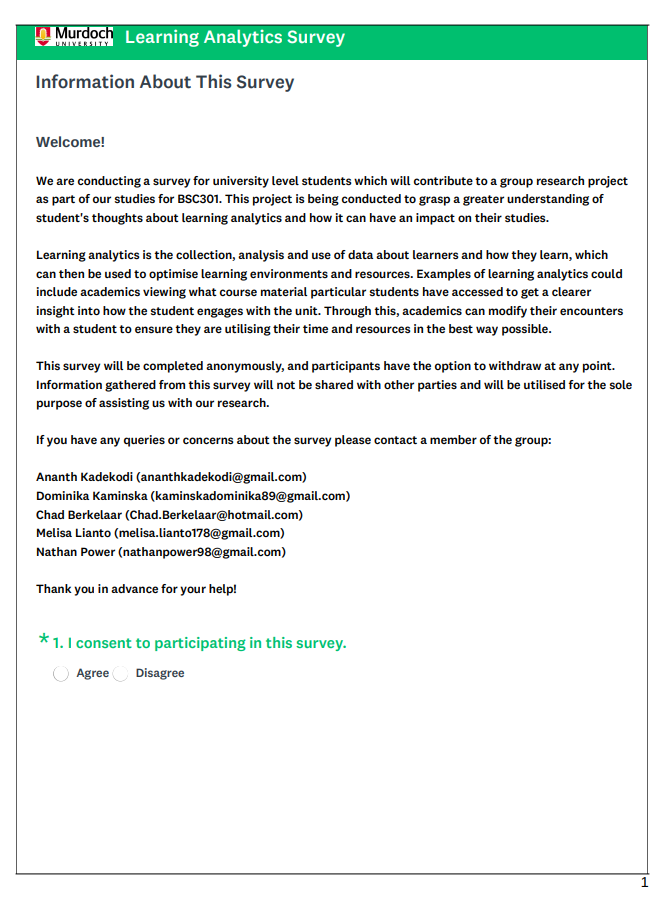 Murdoch
UNIVERSITY
Learning Analytics Survey
Information About This Survey
Welcome!
We are conducting a survey for university level students which will contribute to a group research project
as part of our studies for BSC301. This project is being conducted to grasp a greater understanding of
student's thoughts about learning analytics and how it can have an impact on their studies.
Learning analytics is the collection, analysis and use of data about learners and how they learn, which
can then be used to optimise learning environments and resources. Examples of learning analytics could
include academics viewing what course material particular students have accessed to get a clearer
insight into how the student engages with the unit. Through this, academics can modify their encounters
with a student to ensure they are utilising their time and resources in the best way possible.
This survey will be completed anonymously, and participants have the option to withdraw at any point.
Information gathered from this survey will not be shared with other parties and will be utilised for the sole
purpose of assisting us with our research.
If you have any queries or concerns about the survey please contact a member of the group:
Ananth Kadekodi (ananthkadekodi@gmail.com)
Dominika Kaminska (kaminskadominika89@gmail.com)
Chad Berkelaar (Chad.Berkelaar@hotmail.com)
Melisa Lianto (melisa.lianto178@gmail.com)
Nathan Power (nathanpower98@gmail.com)
Thank you in advance for your help!
* 1. I consent to participating in this survey.
Agree Disagree
1